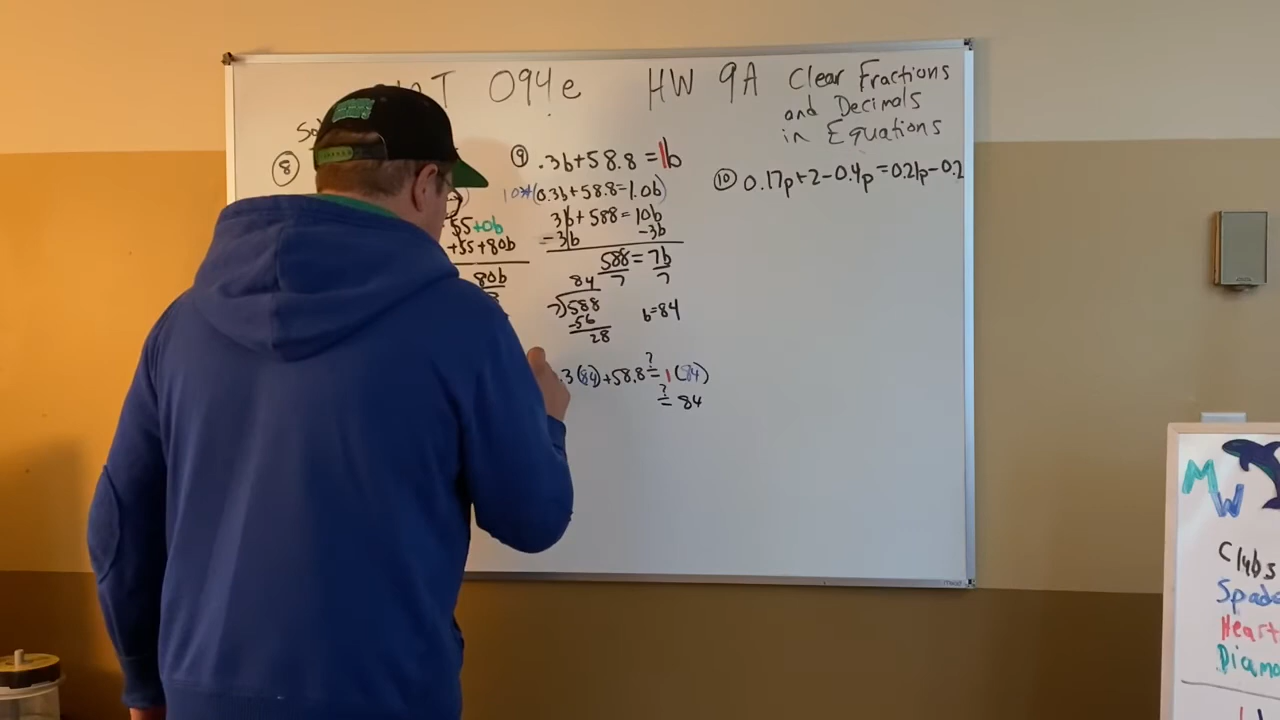 094e HW 9A Clear Fractions
and Decimals
in Equations
⑧
55+0b
+55+80b
80b
⑨ .3b+58.8=1b
10*(0.3b+58.8=1.0b)
3b+588=10b
-3b -3b
588=7b
7 7
84
7)588
-56
28
b=84
.3(84)+58.8≟1(84)
≟84
⑩ 0.17p+2-0.4p=0.21p-0.2
MW
Clubs